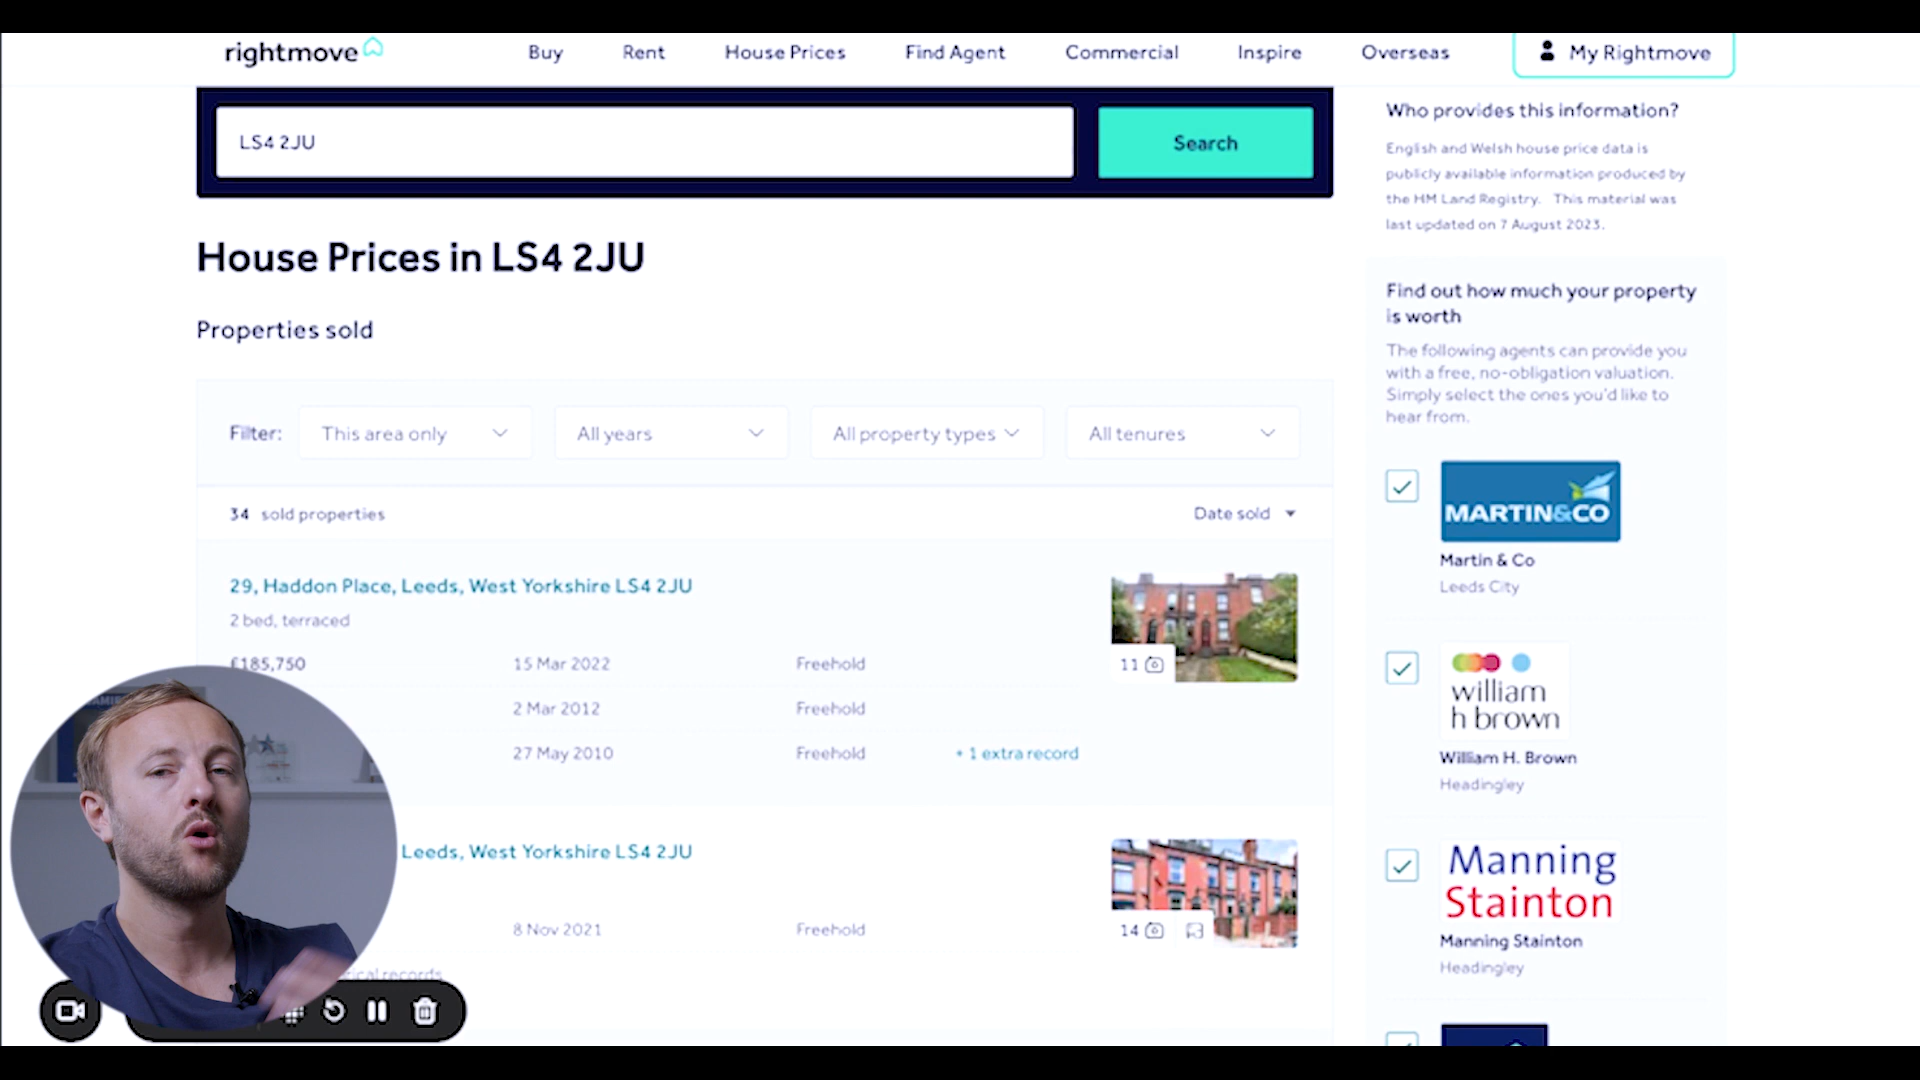 rightmove
Buy
Rent
House Prices
Find Agent
Commercial
Inspire
Overseas
My Rightmove
LS4 2JU
Search
House Prices in LS4 2JU
Properties sold
Filter:
This area only
All years
All property types
All tenures
34 sold properties
Date sold
29, Haddon Place, Leeds, West Yorkshire LS4 2JU
2 bed, terraced
£185,750
15 Mar 2022
Freehold
2 Mar 2012
Freehold
27 May 2010
Freehold
+ 1 extra record
11
Leeds, West Yorkshire LS4 2JU
8 Nov 2021
Freehold
14
records
Who provides this information?
English and Welsh house price data is
publicly available information produced by
the HM Land Registry. This material was
last updated on 7 August 2023.
Find out how much your property
is worth
The following agents can provide you
with a free, no-obligation valuation.
Simply select the ones you'd like to
hear from.
MARTIN&CO
Martin & Co
Leeds City
william
h brown
William H. Brown
Headingley
Manning
Stainton
Manning Stainton
Headingley